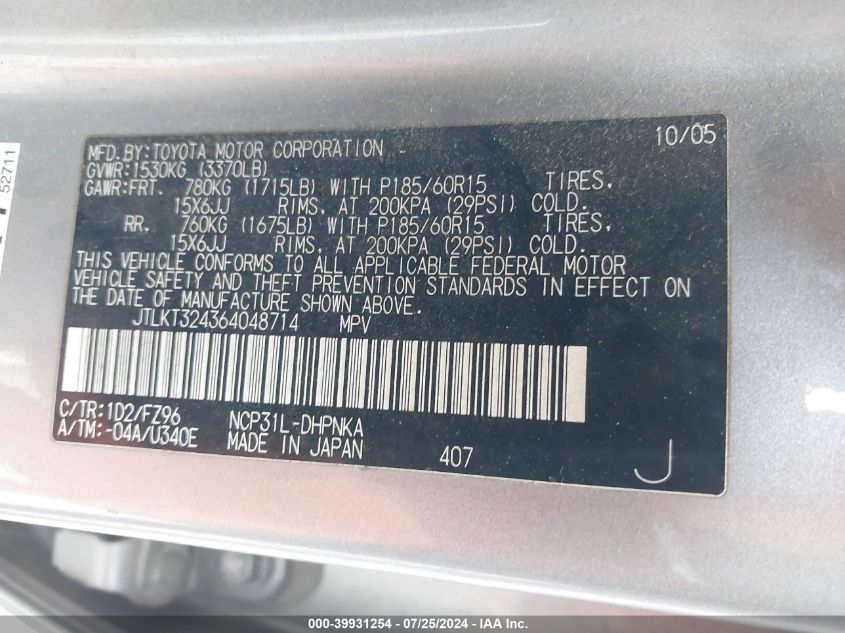 MFD.BY:TOYOTA MOTOR CORPORATION 10/05
GVWR:1530KG (3370LB)
GAWR:FRT. 780KG (1715LB) WITH P185/60R15 TIRES,
15X6JJ RIMS, AT 200KPA (29PSI) COLD.
RR. 760KG (1675LB) WITH P185/60R15 TIRES,
15X6JJ RIMS, AT 200KPA (29PSI) COLD.
THIS VEHICLE CONFORMS TO ALL APPLICABLE FEDERAL MOTOR
VEHICLE SAFETY AND THEFT PREVENTION STANDARDS IN EFFECT ON
THE DATE OF MANUFACTURE SHOWN ABOVE.
JTLKT324364048714 MPV
C/TR:1D2/FZ96 NCP31L-DHPNKA
A/TM:-04A/U340E MADE IN JAPAN 407 J
52711
000-39931254 - 07/25/2024 - IAA Inc.